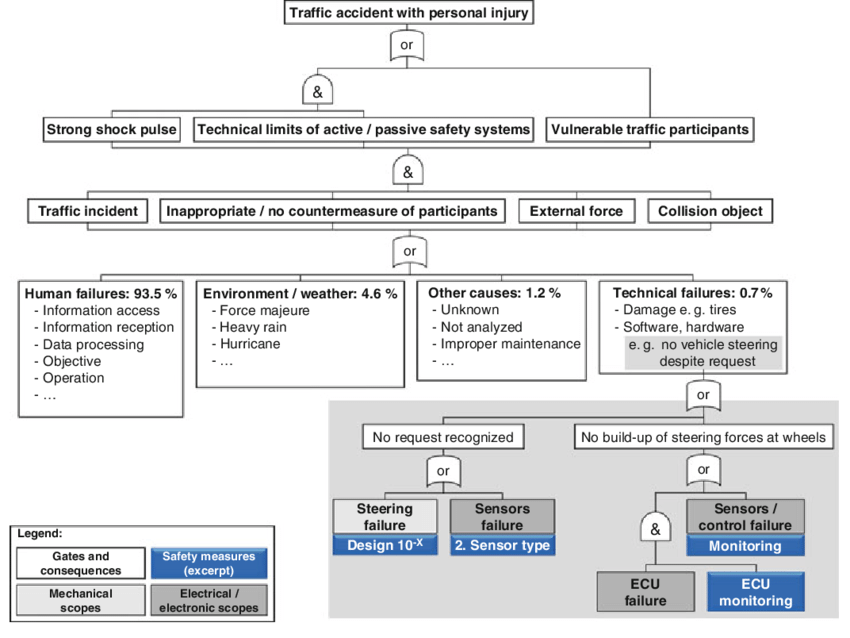 Traffic accident with personal injury
or
&
Strong shock pulse
Technical limits of active / passive safety systems
Vulnerable traffic participants
&
Traffic incident
Inappropriate / no countermeasure of participants
External force
Collision object
or
Human failures: 93.5 %
- Information access
- Information reception
- Data processing
- Objective
- Operation
- ...
Environment / weather: 4.6 %
- Force majeure
- Heavy rain
- Hurricane
- ...
Other causes: 1.2 %
- Unknown
- Not analyzed
- Improper maintenance
- ...
Technical failures: 0.7%
- Damage e. g. tires
- Software, hardware
e. g. no vehicle steering
despite request
or
No request recognized
No build-up of steering forces at wheels
or
or
Steering
failure
Design 10-X
Sensors
failure
2. Sensor type
&
Sensors /
control failure
Monitoring
ECU
failure
ECU
monitoring
Legend:
Gates and
consequences
Safety measures
(excerpt)
Mechanical
scopes
Electrical /
electronic scopes